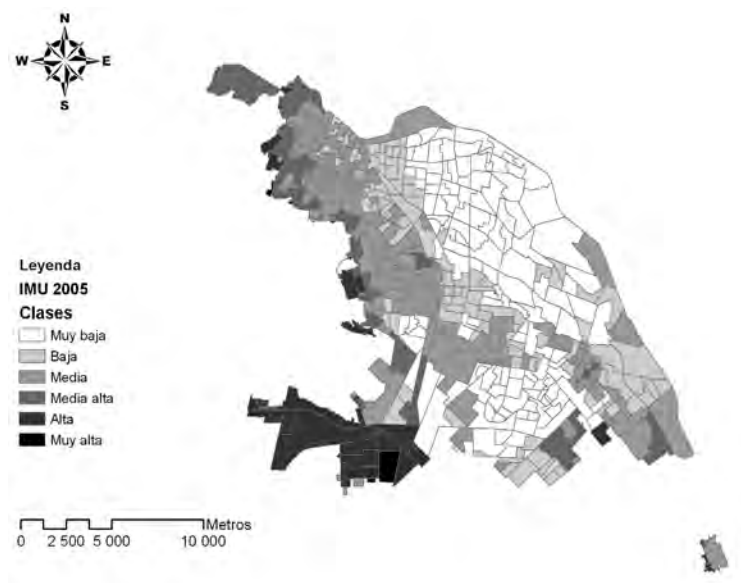 N
W E
S
Leyenda
IMU 2005
Clases
Muy baja
Baja
Media
Media alta
Alta
Muy alta
Metros
0 2 500 5 000 10 000